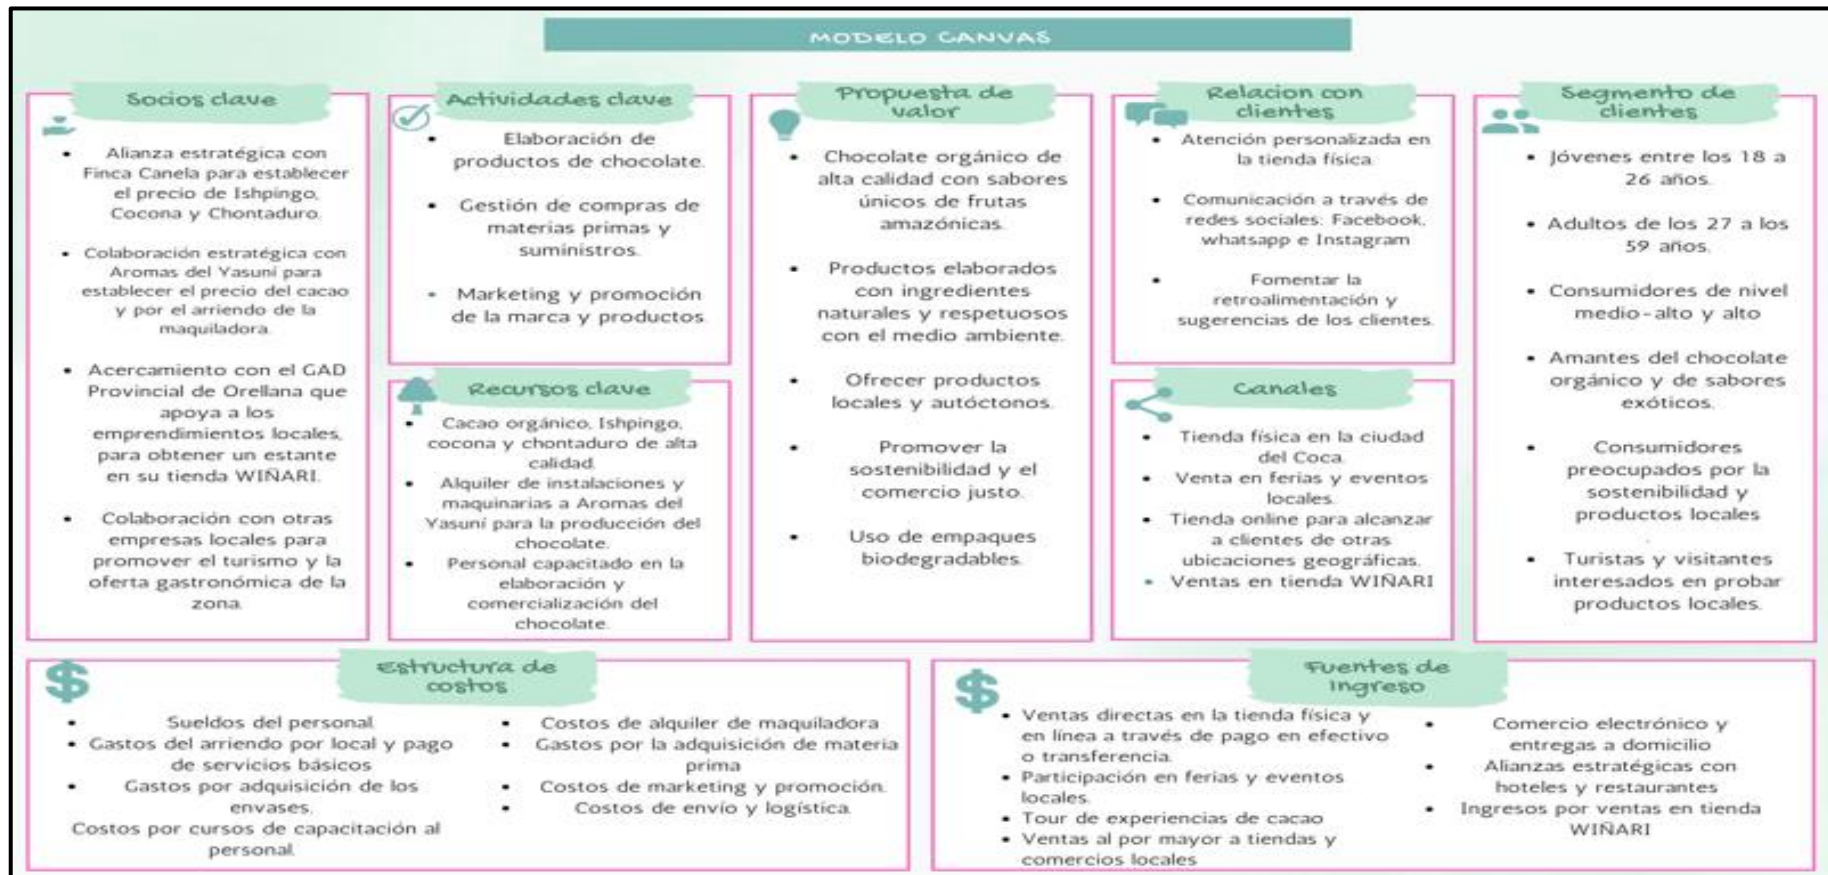 MODELO CANVAS
Socios clave
• Alianza estratégica con
Finca Canela para establecer
el precio de Ishpingo,
Cocona y Chontaduro.
• Colaboración estratégica con
Aromas del Yasuní para
establecer el precio del cacao
y por el arriendo de la
maquiladora.
• Acercamiento con el GAD
Provincial de Orellana que
apoya a los
emprendimientos locales,
para obtener un estante
en su tienda WIÑARI.
• Colaboración con otras
empresas locales para
promover el turismo y la
oferta gastronómica de la
zona.
Actividades clave
• Elaboración de
productos de chocolate.
• Gestión de compras de
materias primas y
suministros.
• Marketing y promoción
de la marca y productos.
Recursos clave
• Cacao orgánico, Ishpingo,
cocona y chontaduro de alta
calidad.
• Alquiler de instalaciones y
maquinarias a Aromas del
Yasuní para la producción del
chocolate.
• Personal capacitado en la
elaboración y
comercialización del
chocolate.
Propuesta de
valor
• Chocolate orgánico de
alta calidad con sabores
únicos de frutas
amazónicas.
• Productos elaborados
con ingredientes
naturales y respetuosos
con el medio ambiente.
• Ofrecer productos
locales y autóctonos.
• Promover la
sostenibilidad y el
comercio justo.
• Uso de empaques
biodegradables.
Relacion con
clientes
• Atención personalizada en
la tienda física.
• Comunicación a través de
redes sociales: Facebook,
whatsapp e Instagram
• Fomentar la
retroalimentación y
sugerencias de los clientes.
Canales
• Tienda física en la ciudad
del Coca.
• Venta en ferias y eventos
locales.
• Tienda online para alcanzar
a clientes de otras
ubicaciones geográficas.
• Ventas en tienda WIÑARI
Segmento de
clientes
• Jóvenes entre los 18 a
26 años.
• Adultos de los 27 a los
59 años.
• Consumidores de nivel
medio-alto y alto
• Amantes del chocolate
orgánico y de sabores
exóticos.
• Consumidores
preocupados por la
sostenibilidad y
productos locales
.
• Turistas y visitantes
interesados en probar
productos locales.
Estructura de
costos
• Sueldos del personal
• Gastos del arriendo por local y pago
de servicios básicos
• Gastos por adquisición de los
envases.
Costos por cursos de capacitación al
personal.
• Costos de alquiler de maquiladora
• Gastos por la adquisición de materia
prima
• Costos de marketing y promoción.
• Costos de envío y logística.
Fuentes de
Ingreso
• Ventas directas en la tienda física y
en línea a través de pago en efectivo
o transferencia.
• Participación en ferias y eventos
locales.
• Tour de experiencias de cacao
• Ventas al por mayor a tiendas y
comercios locales
• Comercio electrónico y
entregas a domicilio
• Alianzas estratégicas con
hoteles y restaurantes
• Ingresos por ventas en tienda
WIÑARI